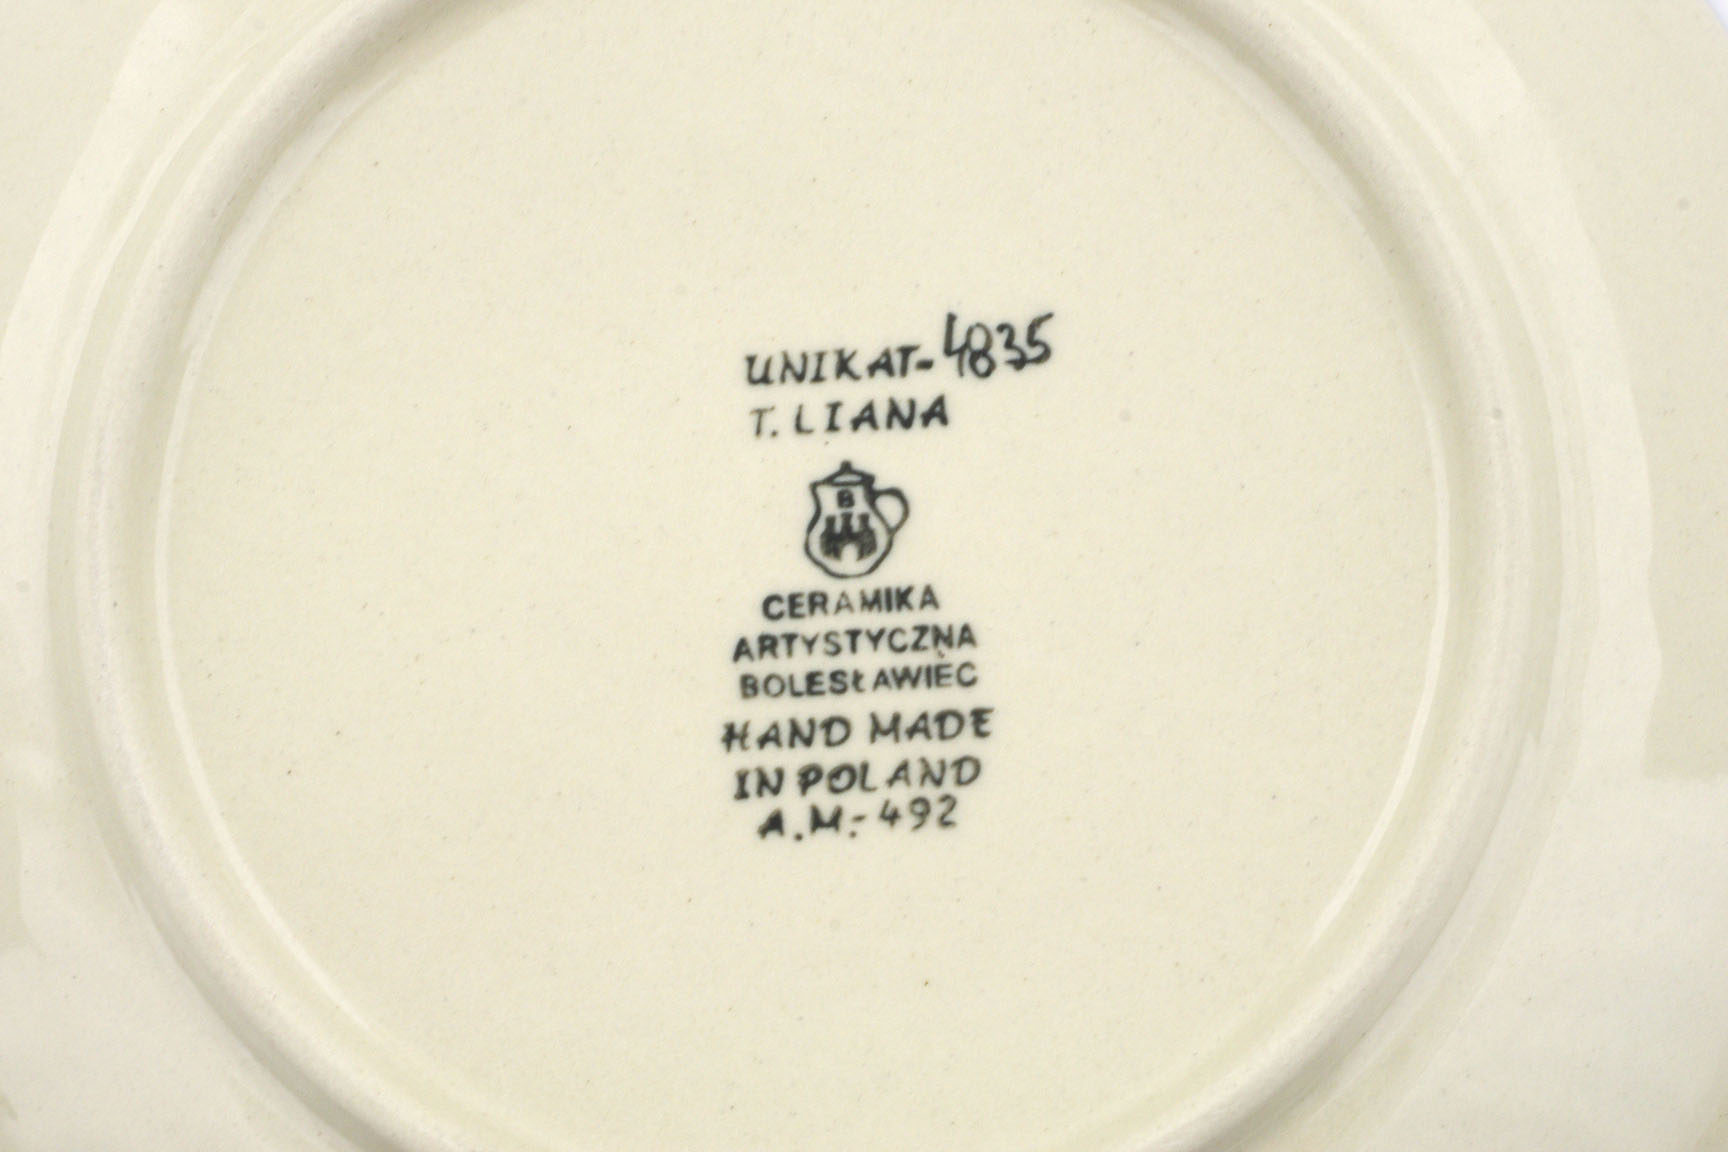 UNIKAT-4835
T. LIANA
B
CERAMIKA
ARTYSTYCZNA
BOLESŁAWIEC
HAND MADE
IN POLAND
A.M.-492